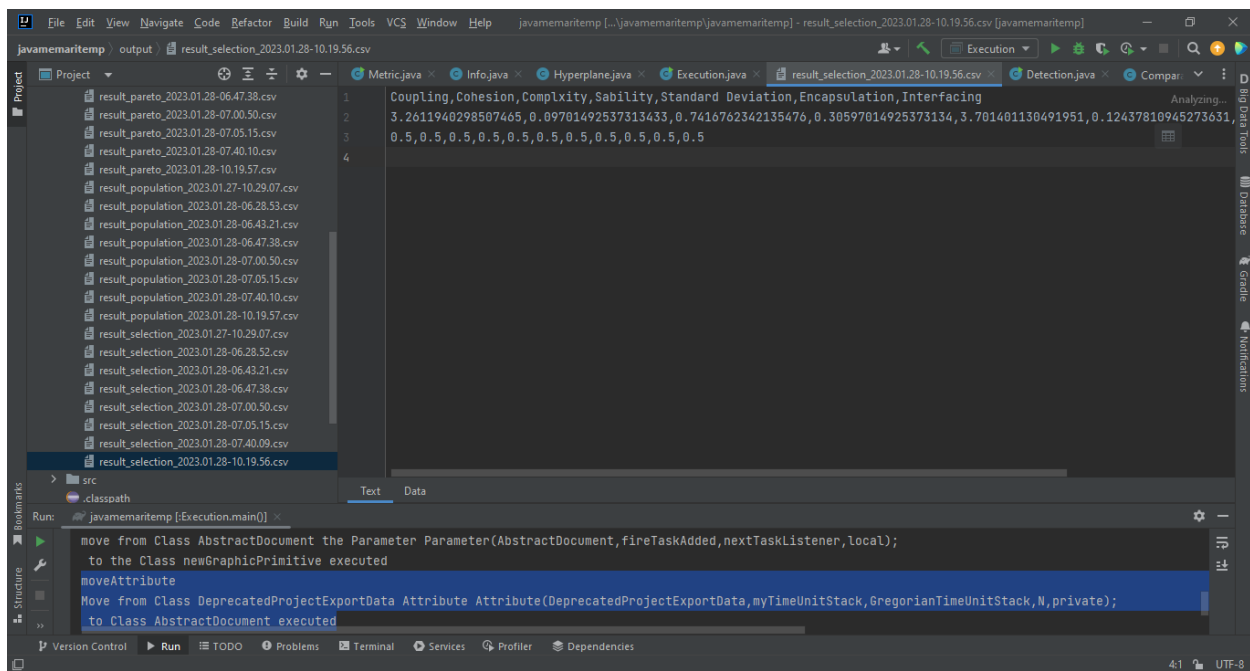 File Edit View Navigate Code Refactor Build Run Tools VCS Window Help javamemaritemp [...\javamemaritemp\javamemaritemp] - result_selection_2023.01.28-10.19.56.csv [javamemaritemp]
javamemaritemp output result_selection_2023.01.28-10.19.56.csv Execution
Project
Metric.java Info.java Hyperplane.java Execution.java result_selection_2023.01.28-10.19.56.csv Detection.java Compar
result_pareto_2023.01.28-06.47.38.csv
result_pareto_2023.01.28-07.00.50.csv
result_pareto_2023.01.28-07.05.15.csv
result_pareto_2023.01.28-07.40.10.csv
result_pareto_2023.01.28-10.19.57.csv
result_population_2023.01.27-10.29.07.csv
result_population_2023.01.28-06.28.53.csv
result_population_2023.01.28-06.43.21.csv
result_population_2023.01.28-06.47.38.csv
result_population_2023.01.28-07.00.50.csv
result_population_2023.01.28-07.05.15.csv
result_population_2023.01.28-07.40.10.csv
result_population_2023.01.28-10.19.57.csv
result_selection_2023.01.27-10.29.07.csv
result_selection_2023.01.28-06.28.52.csv
result_selection_2023.01.28-06.43.21.csv
result_selection_2023.01.28-06.47.38.csv
result_selection_2023.01.28-07.00.50.csv
result_selection_2023.01.28-07.05.15.csv
result_selection_2023.01.28-07.40.09.csv
result_selection_2023.01.28-10.19.56.csv
src
.classpath
1 Coupling,Cohesion,Complxity,Sability,Standard Deviation,Encapsulation,Interfacing
Analyzing...
2 3.2611940298507465,0.09701492537313433,0.7416762342135476,0.30597014925373134,3.701401130491951,0.12437810945273631,
3 0.5,0.5,0.5,0.5,0.5,0.5,0.5,0.5,0.5,0.5,0.5
4
Text Data
Project
Bookmarks
Structure
Big Data Tools
Database
Gradle
Notifications
Run: javamemaritemp [:Execution.main()]
move from Class AbstractDocument the Parameter Parameter(AbstractDocument,fireTaskAdded,nextTaskListener,local);
to the Class newGraphicPrimitive executed
moveAttribute
Move from Class DeprecatedProjectExportData Attribute Attribute(DeprecatedProjectExportData,myTimeUnitStack,GregorianTimeUnitStack,N,private);
to Class AbstractDocument executed
Version Control Run TODO Problems Terminal Services Profiler Dependencies
4:1 UTF-8